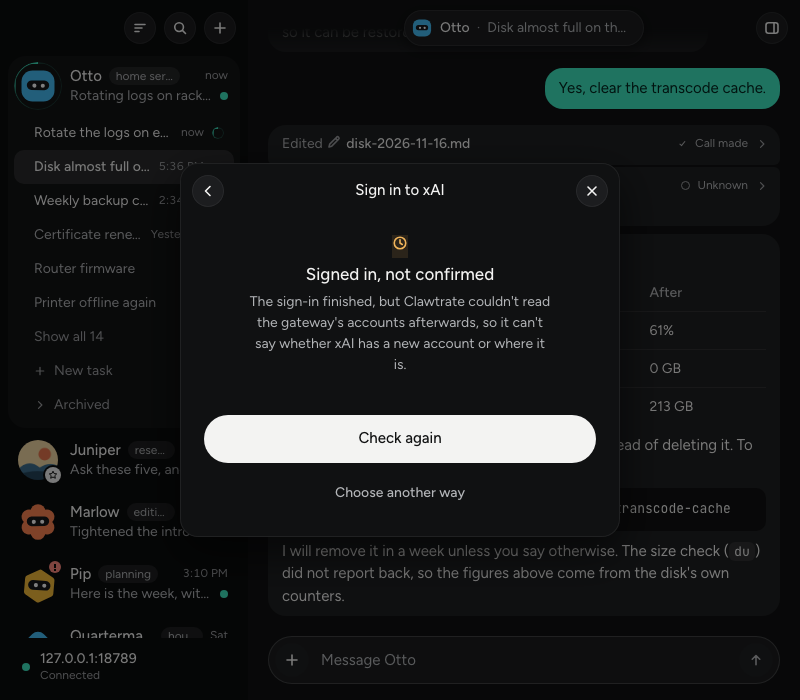 so it can be restore
Otto · Disk almost full on th...
Otto home ser... now
Rotating logs on rack...
Rotate the logs on e... now
Disk almost full o... 5:36 PM
Weekly backup c... 2:34
Certificate rene... Yeste
Router firmware
Printer offline again
Show all 14
+ New task
Archived
Juniper rese...
Ask these five, an
Marlow editi...
Tightened the intro
Pip planning 3:10 PM
Here is the week, wit...
Quarterma hou... Sat
127.0.0.1:18789
Connected
Yes, clear the transcode cache.
Edited disk-2026-11-16.md Call made
Unknown
Sign in to xAI
Signed in, not confirmed
The sign-in finished, but Clawtrate couldn't read
the gateway's accounts afterwards, so it can't
say whether xAI has a new account or where it
is.
Check again
Choose another way
After
61%
0 GB
213 GB
ead of deleting it. To
transcode-cache
I will remove it in a week unless you say otherwise. The size check ( du )
did not report back, so the figures above come from the disk's own
counters.
Message Otto